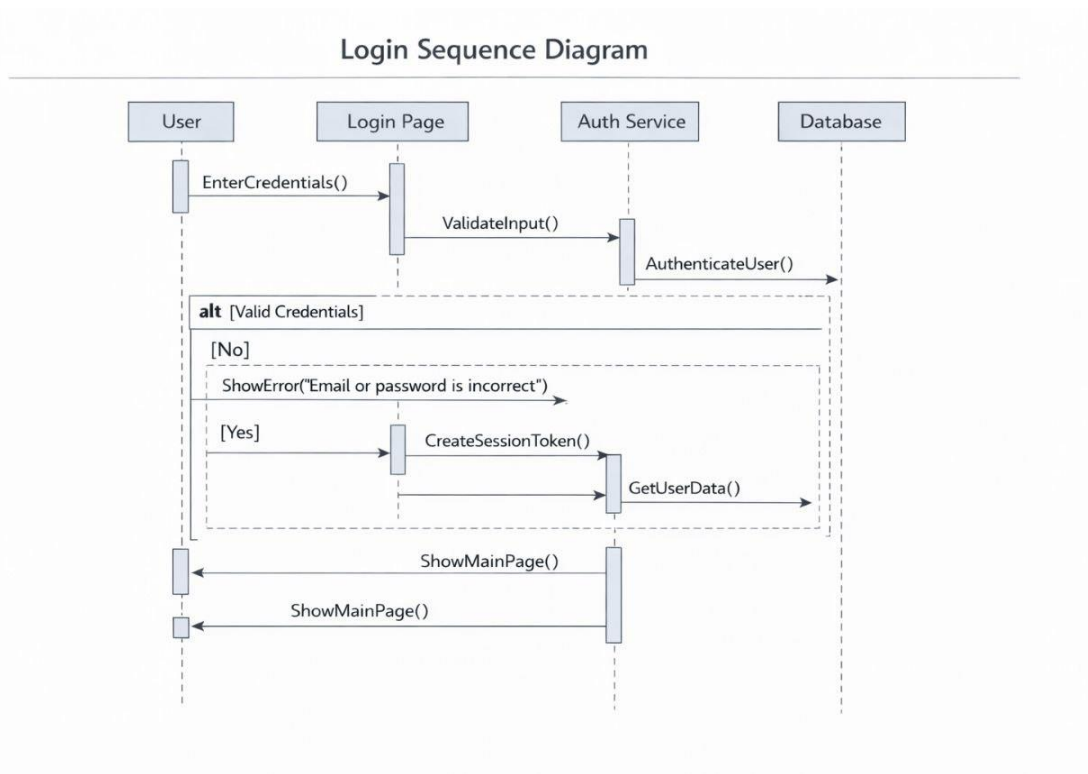 Login Sequence Diagram
User
Login Page
Auth Service
Database
EnterCredentials()
ValidateInput()
AuthenticateUser()
alt [Valid Credentials]
[No]
ShowError("Email or password is incorrect")
[Yes]
CreateSessionToken()
GetUserData()
ShowMainPage()
ShowMainPage()